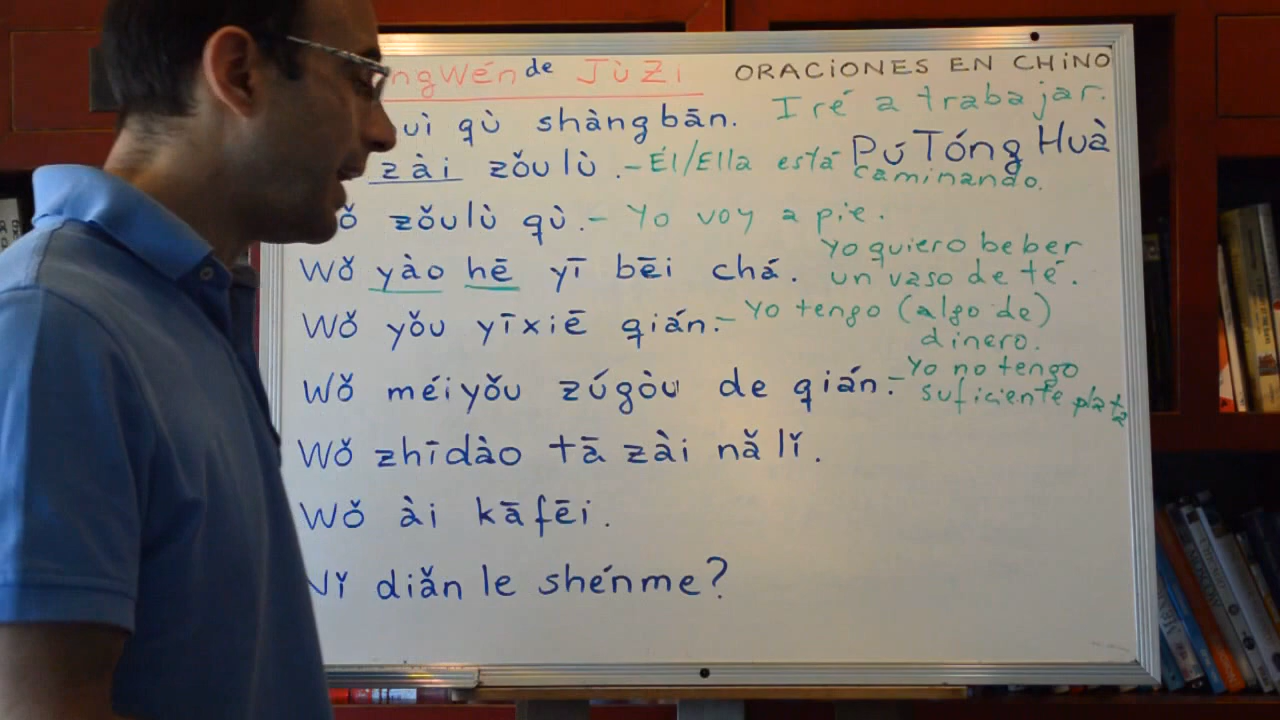 ngWén de JùZi ORACIONES EN CHINO
uì qù shàngbān. Iré a trabajar.
PúTóng Huà
zài zǒulù. - Él/Ella está caminando.
ǒ zǒulù qù. - Yo voy a pie.
Wǒ yào hē yī bēi chá. Yo quiero beber
un vaso de té.
Wǒ yǒu yīxiē qián. - Yo tengo (algo de)
dinero.
Wǒ méiyǒu zúgòu de qián. - Yo no tengo
suficiente plata
Wǒ zhīdào tā zài nǎlǐ.
Wǒ ài kāfēi.
Nǐ diǎn le shénme?